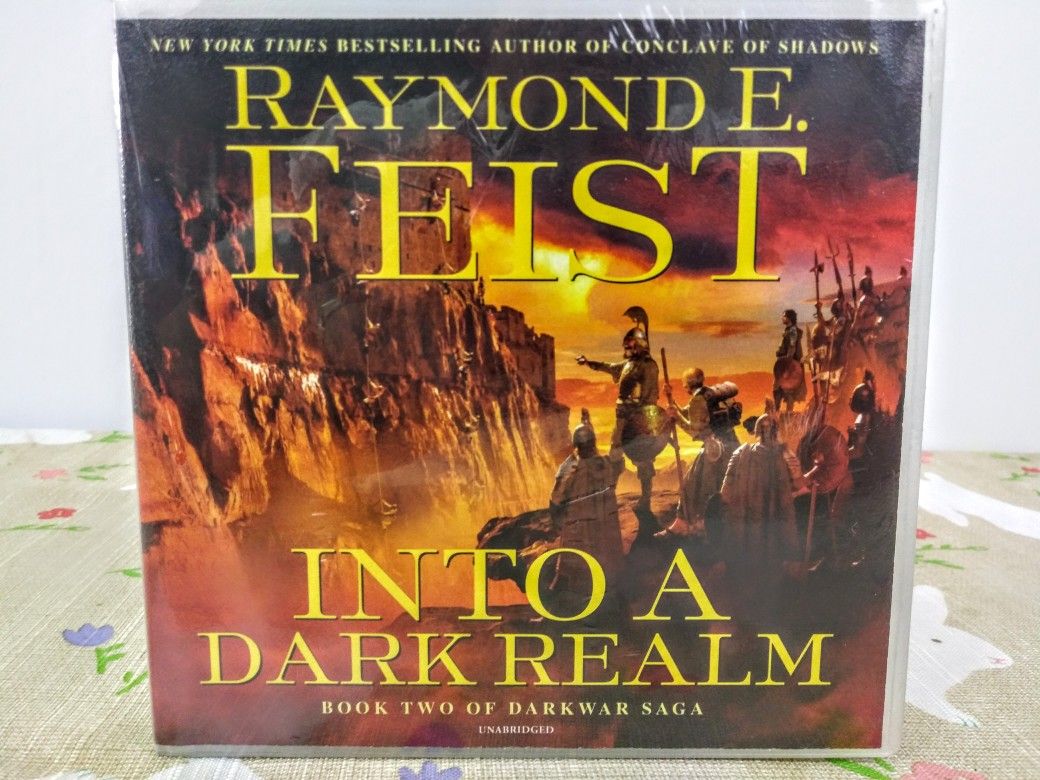 NEW YORK TIMES BESTSELLING AUTHOR OF CONCLAVE OF SHADOWS
RAYMOND E.
FEIST
INTO A
DARK REALM
BOOK TWO OF DARKWAR SAGA
UNABRIDGED